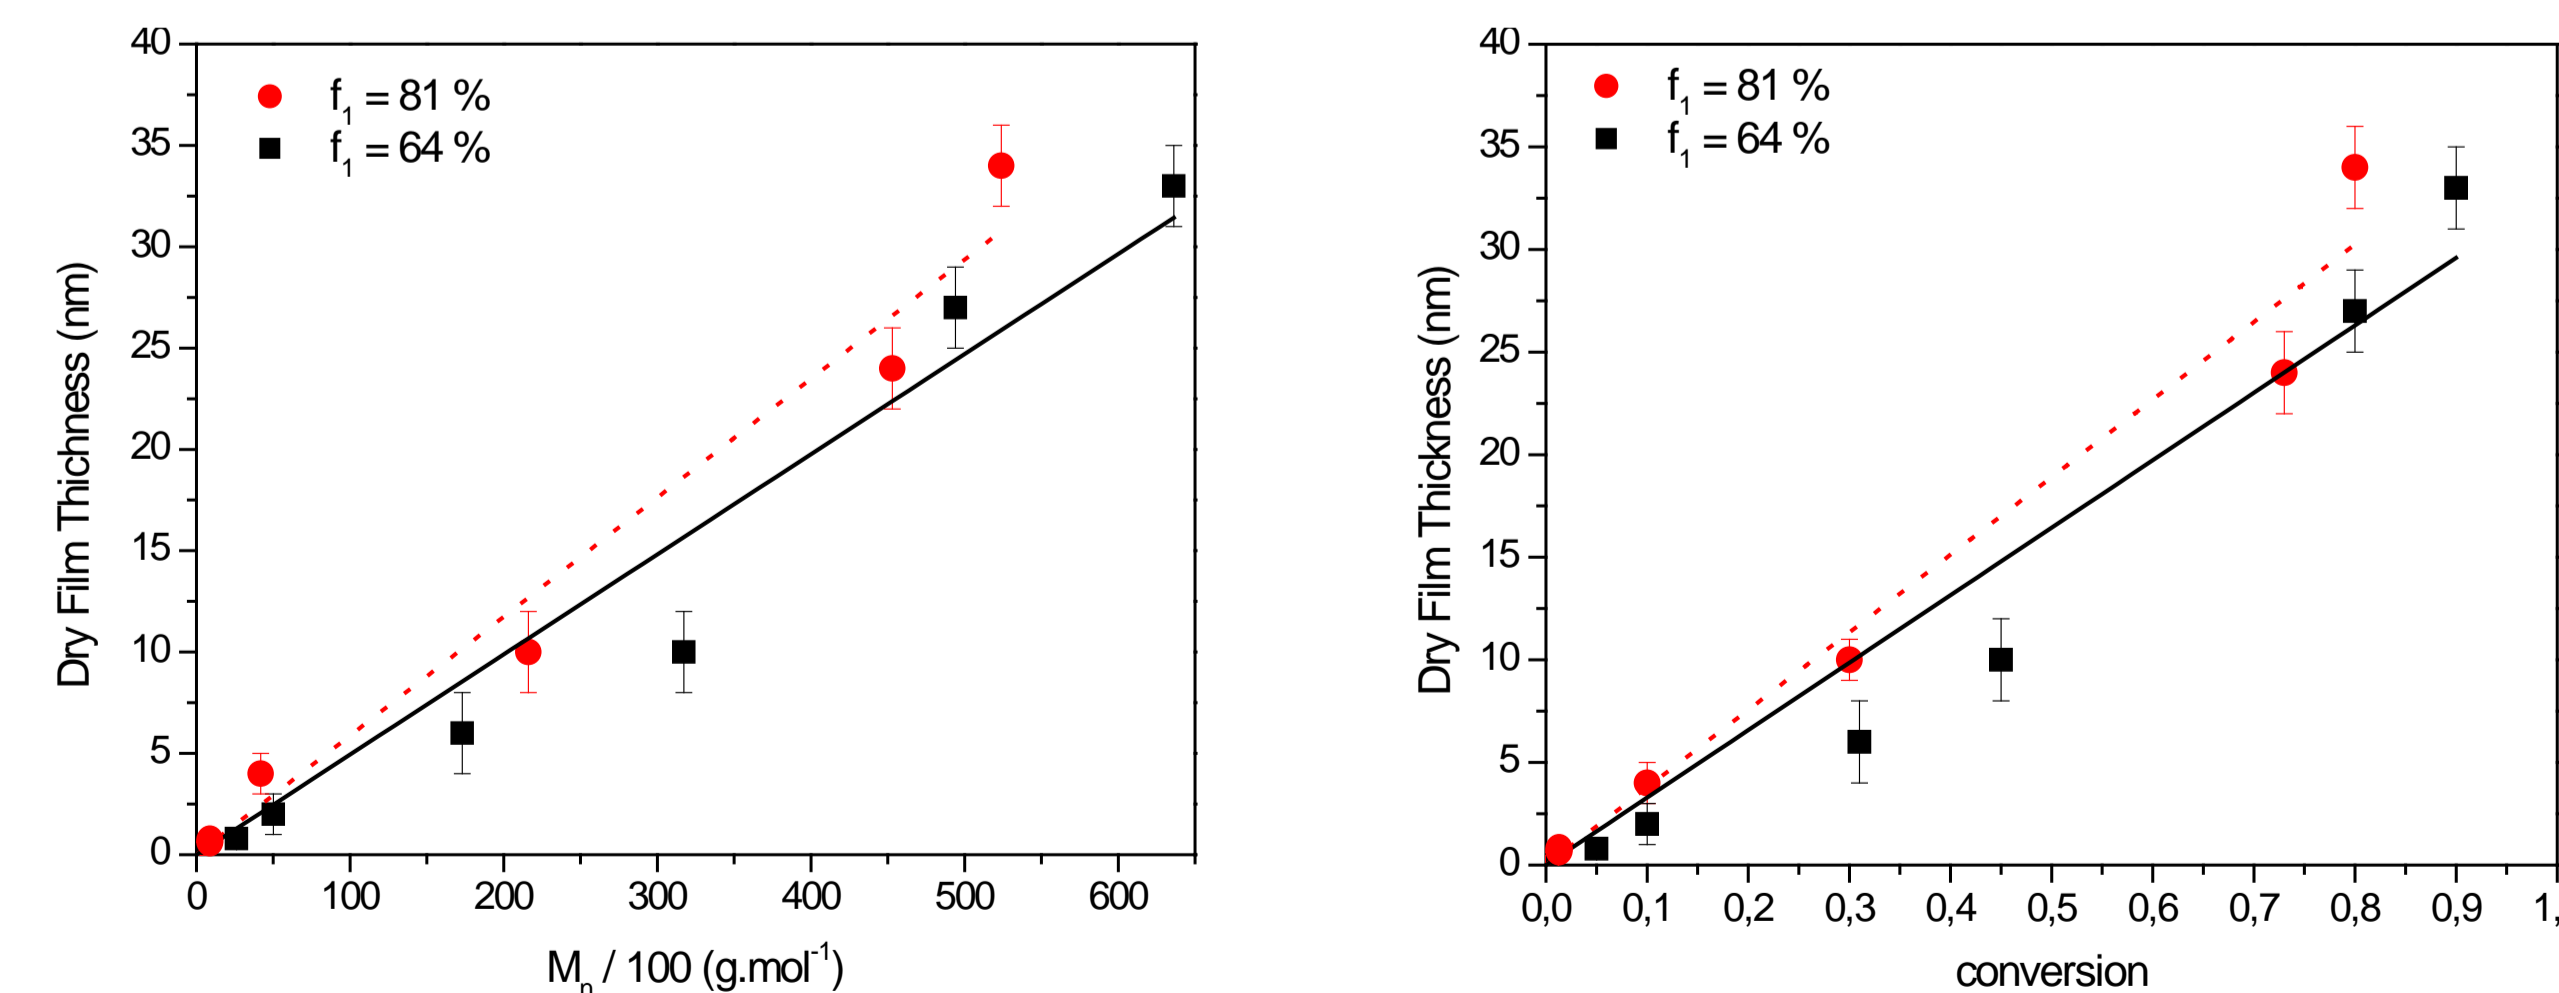 40
35
30
25
20
15
10
5
0
Dry Film Thichness (nm)
f1 = 81 %
f1 = 64 %
0 100 200 300 400 500 600
Mn / 100 (g.mol-1)
40
35
30
25
20
15
10
5
0
Dry Film Thickness (nm)
f1 = 81 %
f1 = 64 %
0,0 0,1 0,2 0,3 0,4 0,5 0,6 0,7 0,8 0,9 1,
conversion